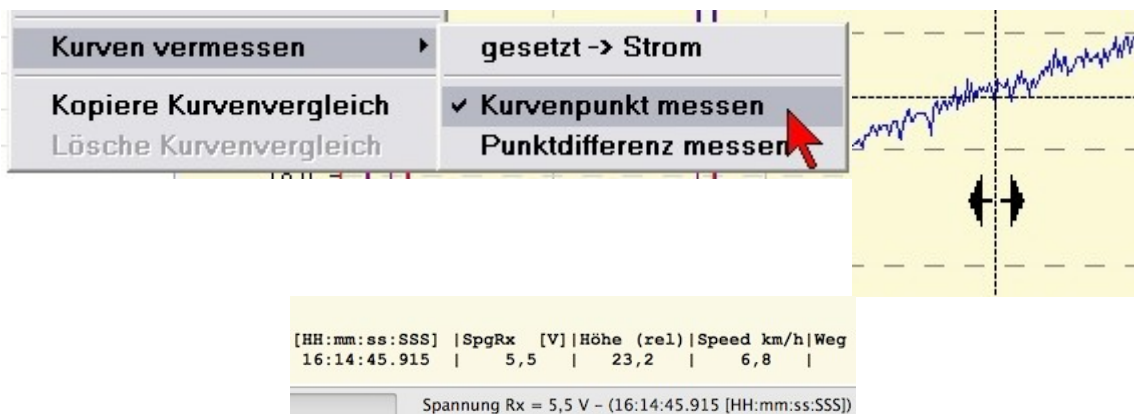 Kurven vermessen
Kopiere Kurvenvergleich
Lösche Kurvenvergleich
gesetzt -> Strom
✓ Kurvenpunkt messen
Punktdifferenz messen
[HH:mm:ss:SSS] |SpgRx [V]|Höhe (rel)|Speed km/h|Weg
16:14:45.915 | 5,5 | 23,2 | 6,8 |
Spannung Rx = 5,5 V – (16:14:45.915 [HH:mm:ss:SSS])